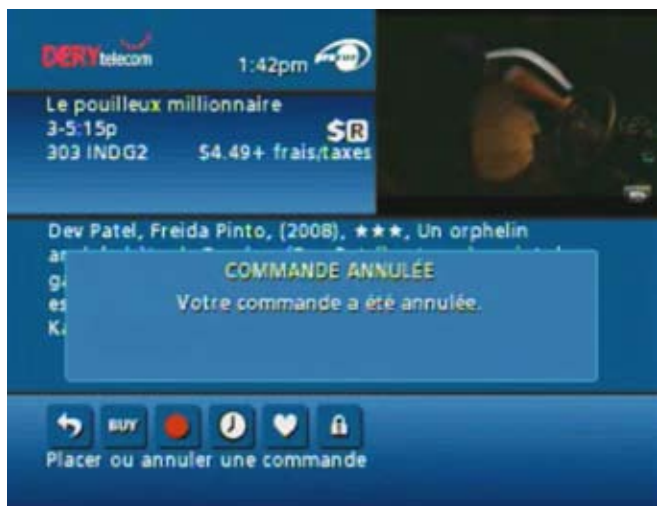 DERYtelecom
1:42pm
Le pouilleux millionnaire
3-5:15p
S R
303 INDG2 $4.49+ frais/taxes
Dev Patel, Freida Pinto, (2008), ★★★, Un orphelin
COMMANDE ANNULÉE
Votre commande a été annulée.
BUY
Placer ou annuler une commande